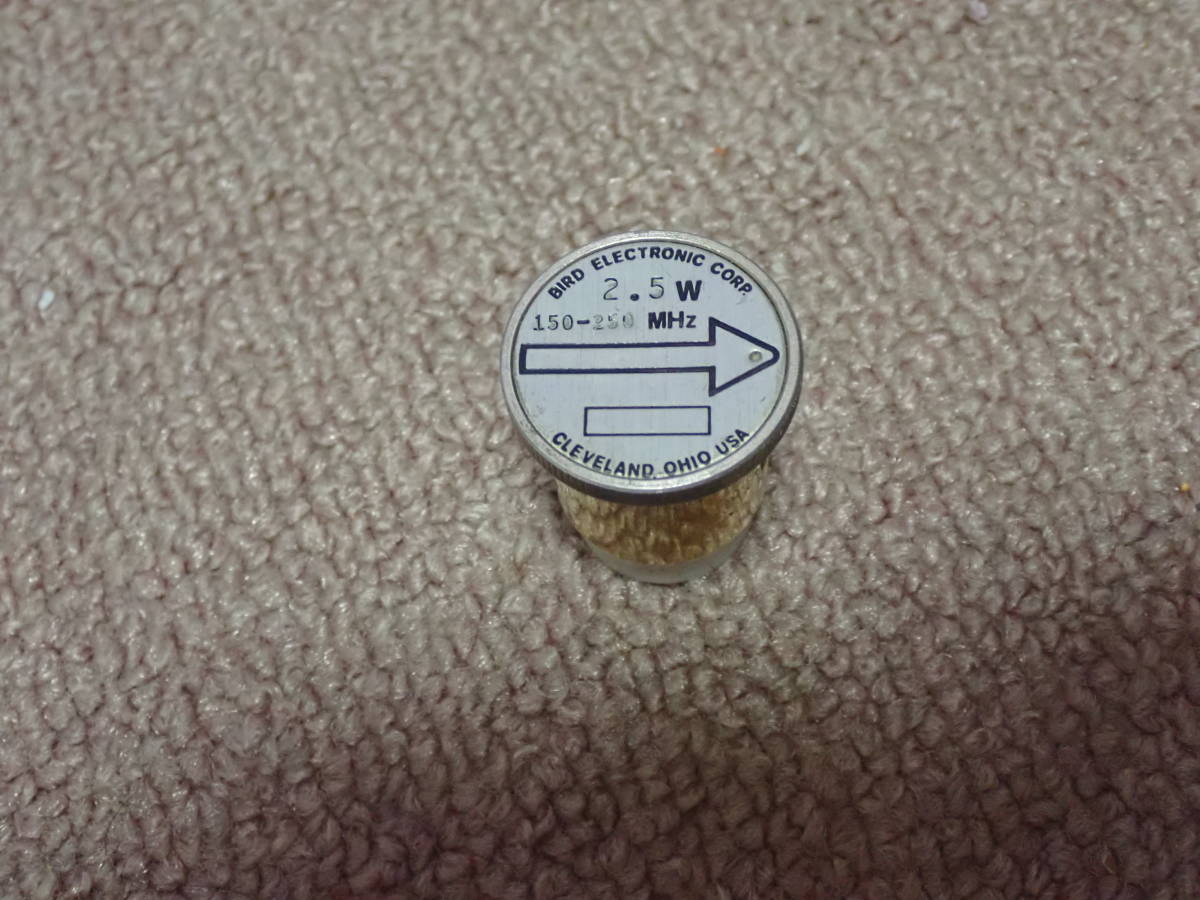 BIRD ELECTRONIC CORP.
2.5 W
150-250 MHz
CLEVELAND, OHIO USA